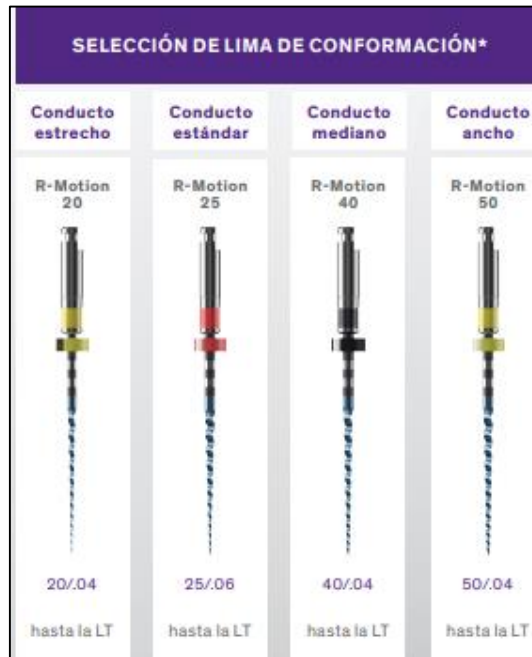 SELECCIÓN DE LIMA DE CONFORMACIÓN*
Conducto estrecho
R-Motion
20
20/.04
hasta la LT
Conducto estándar
R-Motion
25
25/.06
hasta la LT
Conducto mediano
R-Motion
40
40/.04
hasta la LT
Conducto ancho
R-Motion
50
50/.04
hasta la LT